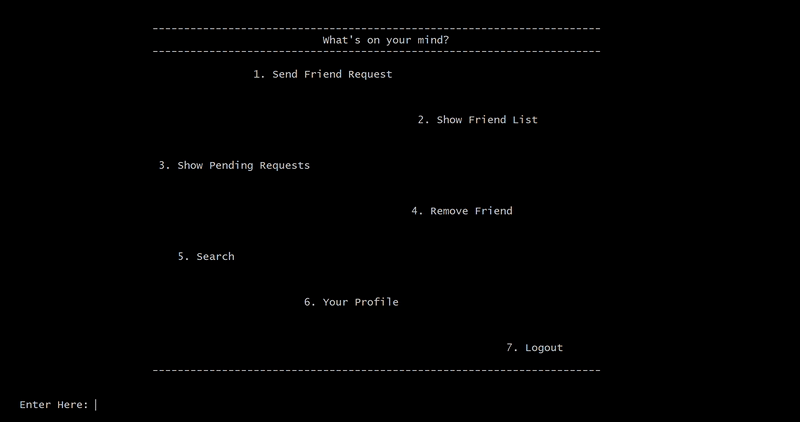 -----------------------------------------------------------------------
What's on your mind?
-----------------------------------------------------------------------
1. Send Friend Request
2. Show Friend List
3. Show Pending Requests
4. Remove Friend
5. Search
6. Your Profile
7. Logout
-----------------------------------------------------------------------
Enter Here: